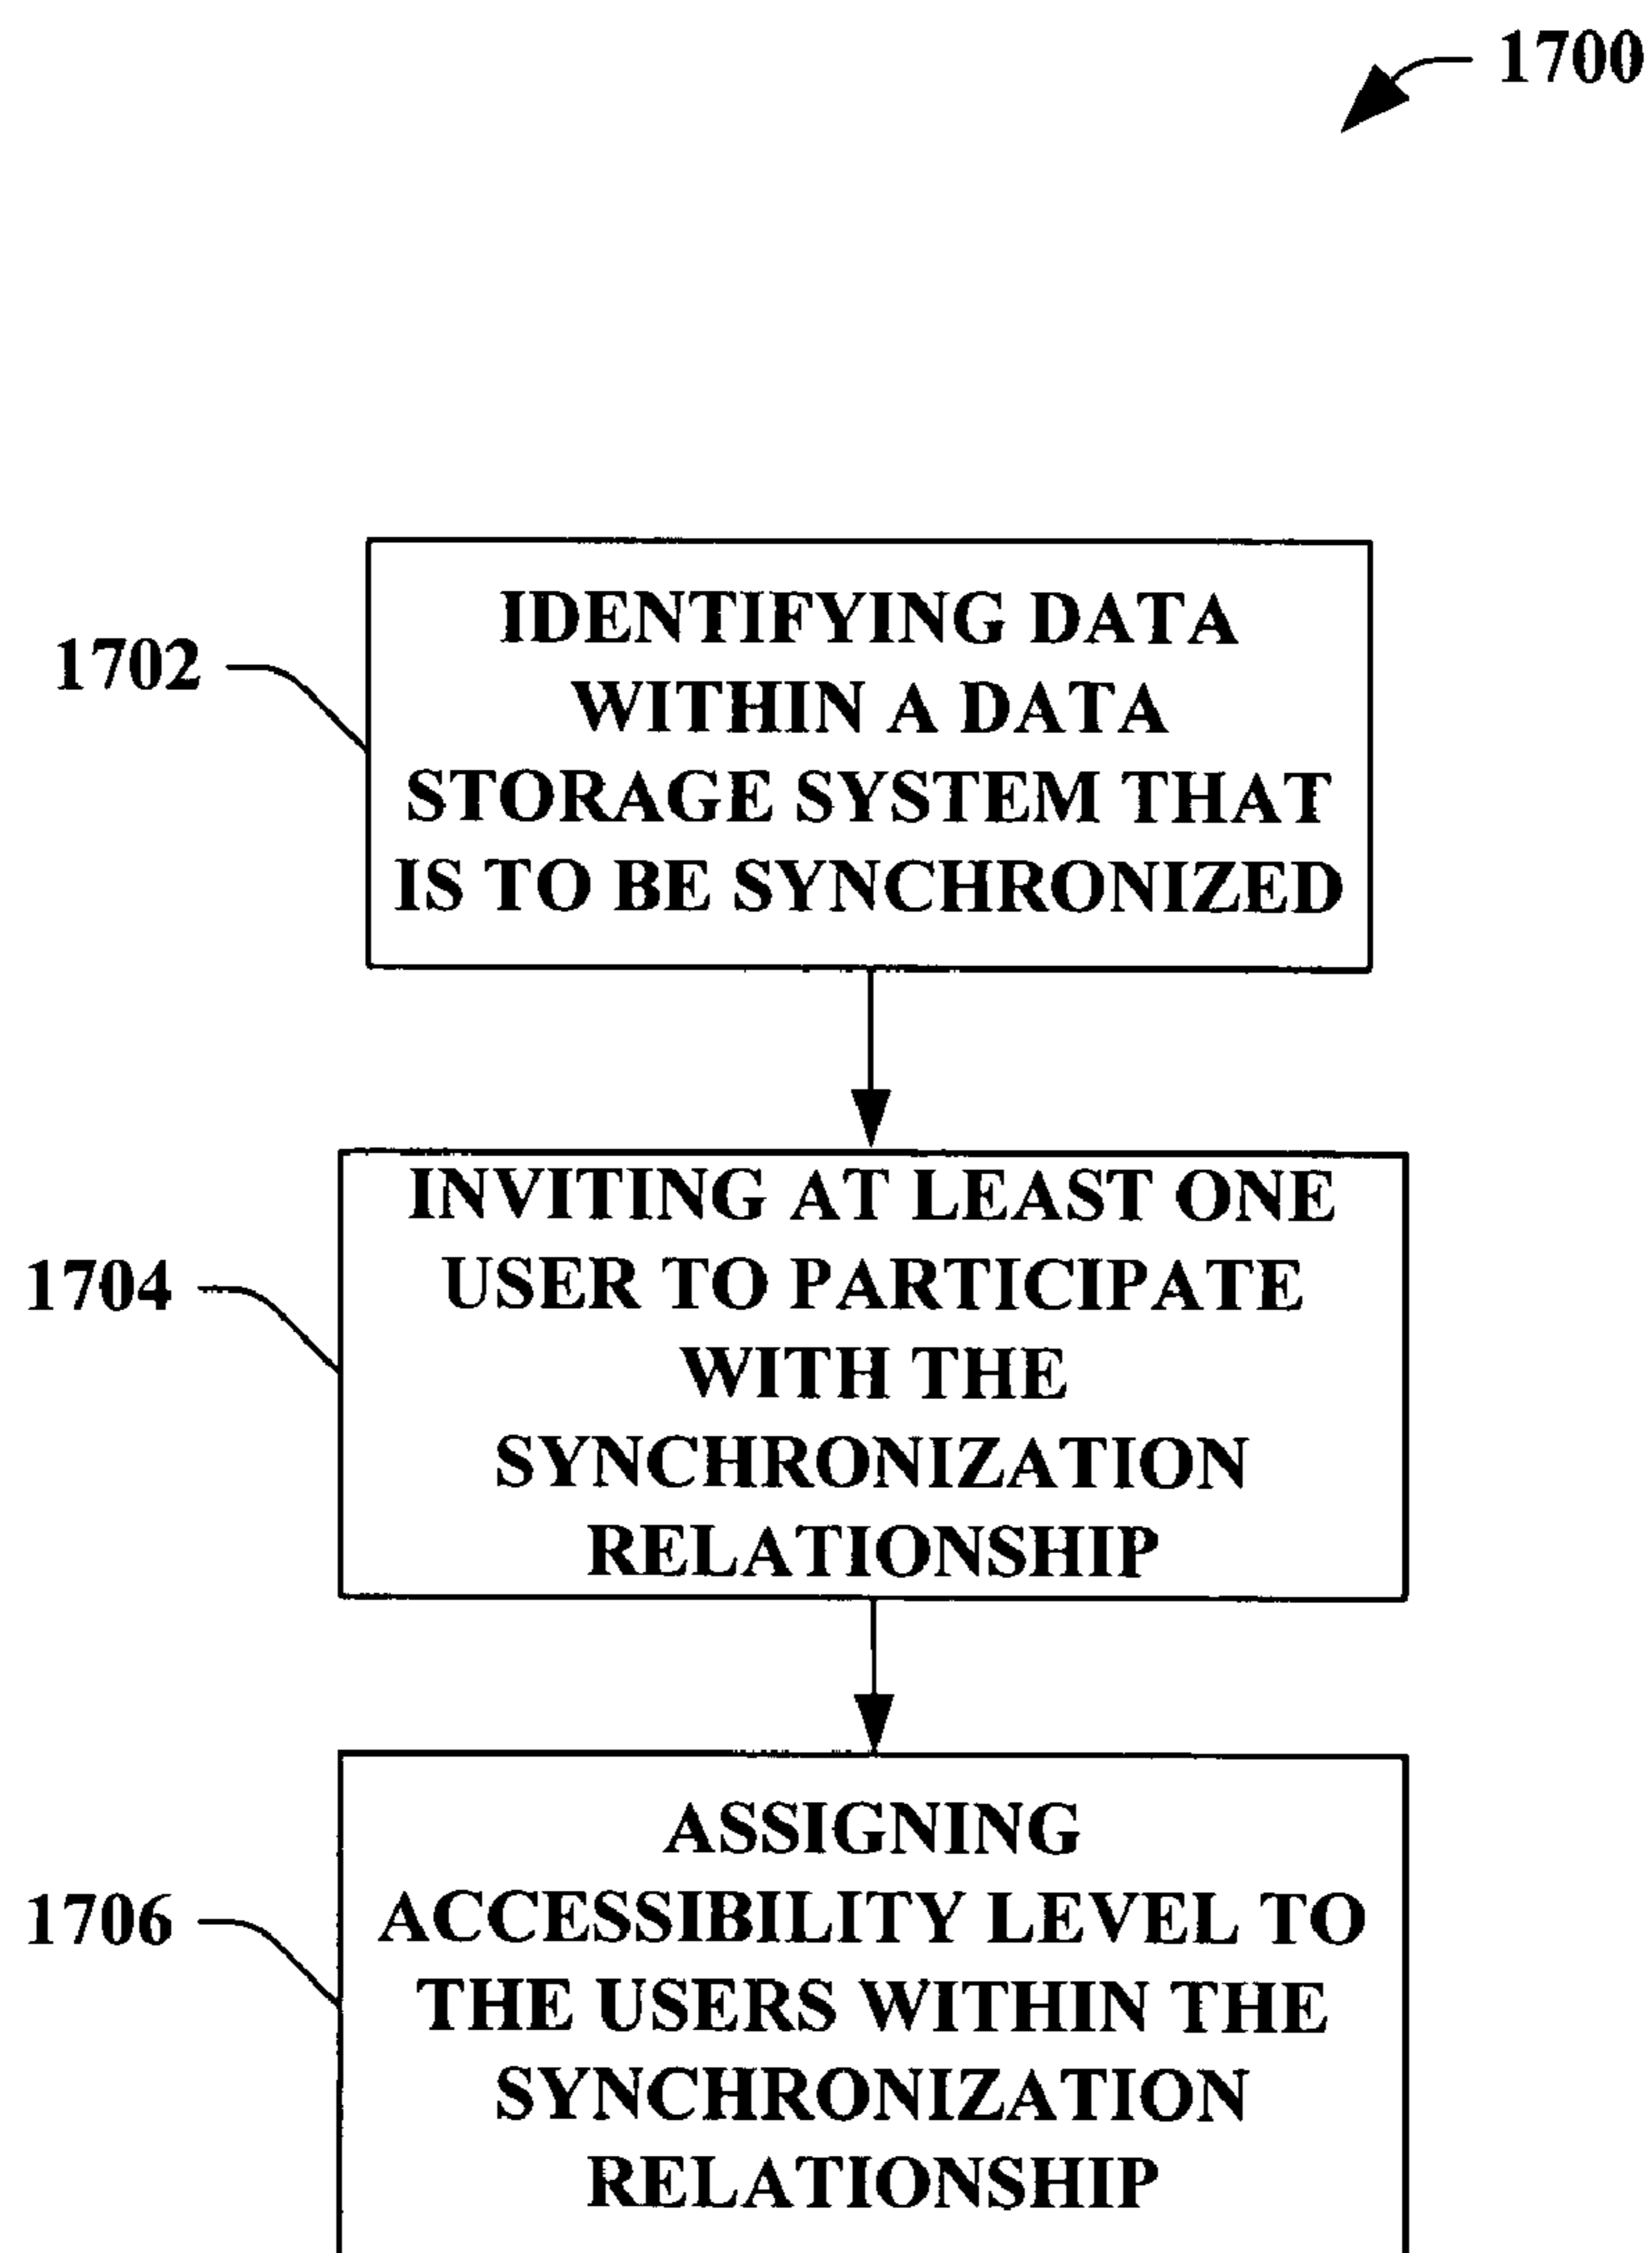 1700
1702
IDENTIFYING DATA
WITHIN A DATA
STORAGE SYSTEM THAT
IS TO BE SYNCHRONIZED
1704
INVITING AT LEAST ONE
USER TO PARTICIPATE
WITH THE
SYNCHRONIZATION
RELATIONSHIP
1706
ASSIGNING
ACCESSIBILITY LEVEL TO
THE USERS WITHIN THE
SYNCHRONIZATION
RELATIONSHIP